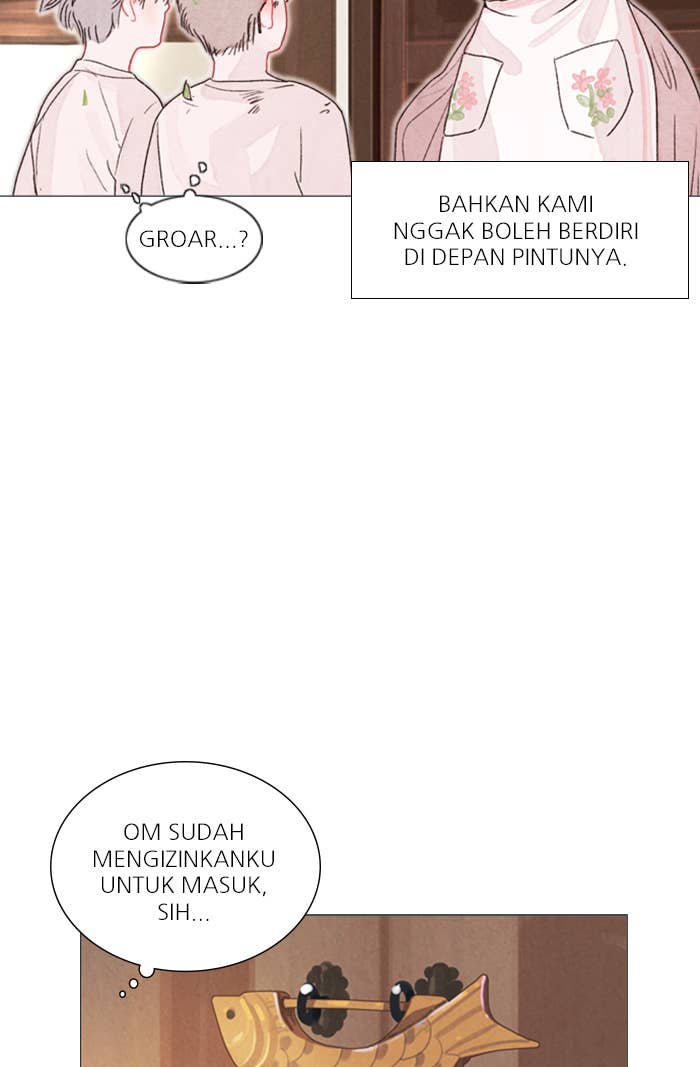 GROAR...?
BAHKAN KAMI
NGGAK BOLEH BERDIRI
DI DEPAN PINTUNYA.
OM SUDAH
MENGIZINKANKU
UNTUK MASUK,
SIH...